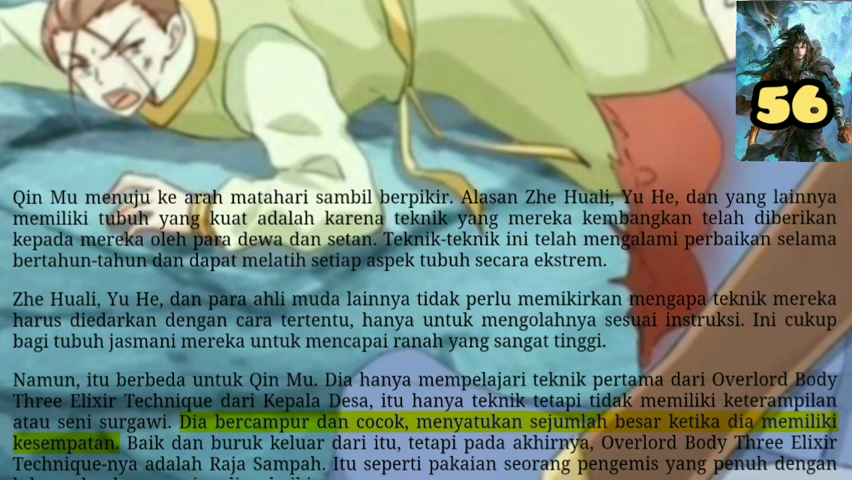 56
Qin Mu menuju ke arah matahari sambil berpikir. Alasan Zhe Huali, Yu He, dan yang lainnya
memiliki tubuh yang kuat adalah karena teknik yang mereka kembangkan telah diberikan
kepada mereka oleh para dewa dan setan. Teknik-teknik ini telah mengalami perbaikan selama
bertahun-tahun dan dapat melatih setiap aspek tubuh secara ekstrem.
Zhe Huali, Yu He, dan para ahli muda lainnya tidak perlu memikirkan mengapa teknik mereka
harus diedarkan dengan cara tertentu, hanya untuk mengolahnya sesuai instruksi. Ini cukup
bagi tubuh jasmani mereka untuk mencapai ranah yang sangat tinggi.
Namun, itu berbeda untuk Qin Mu. Dia hanya mempelajari teknik pertama dari Overlord Body
Three Elixir Technique dari Kepala Desa, itu hanya teknik tetapi tidak memiliki keterampilan
atau seni surgawi. Dia bercampur dan cocok, menyatukan sejumlah besar ketika dia memiliki
kesempatan. Baik dan buruk keluar dari itu, tetapi pada akhirnya, Overlord Body Three Elixir
Technique-nya adalah Raja Sampah. Itu seperti pakaian seorang pengemis yang penuh dengan